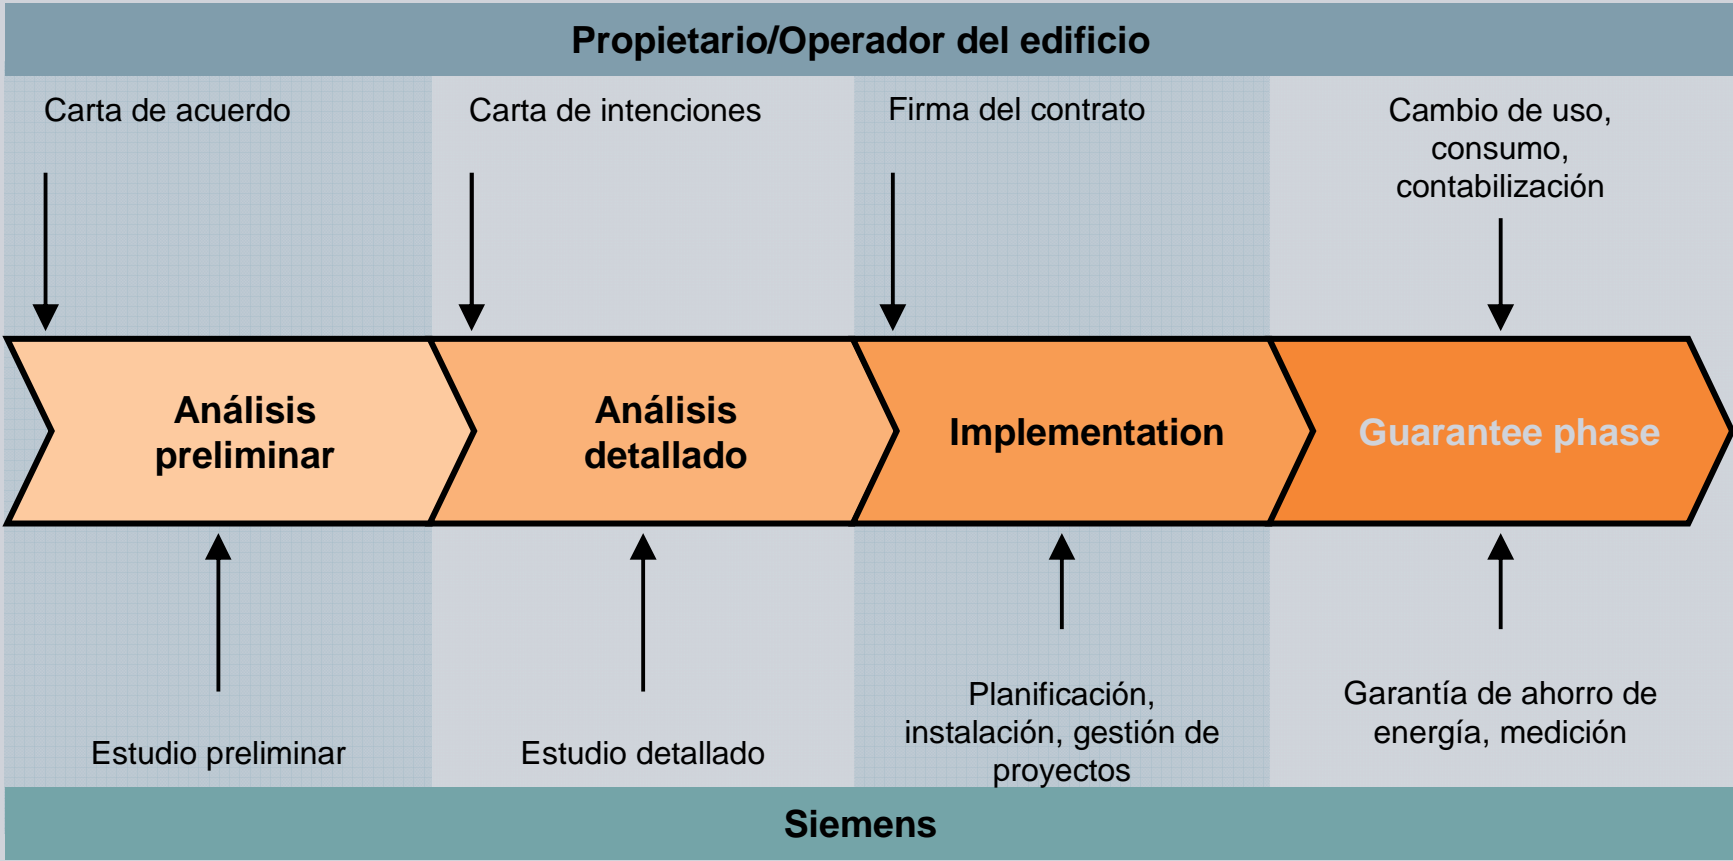 Propietario/Operador del edificio
Carta de acuerdo
Carta de intenciones
Firma del contrato
Cambio de uso,
consumo,
contabilización
Análisis
preliminar
Análisis
detallado
Implementation
Guarantee phase
Estudio preliminar
Estudio detallado
Planificación,
instalación, gestión de
proyectos
Garantía de ahorro de
energía, medición
Siemens